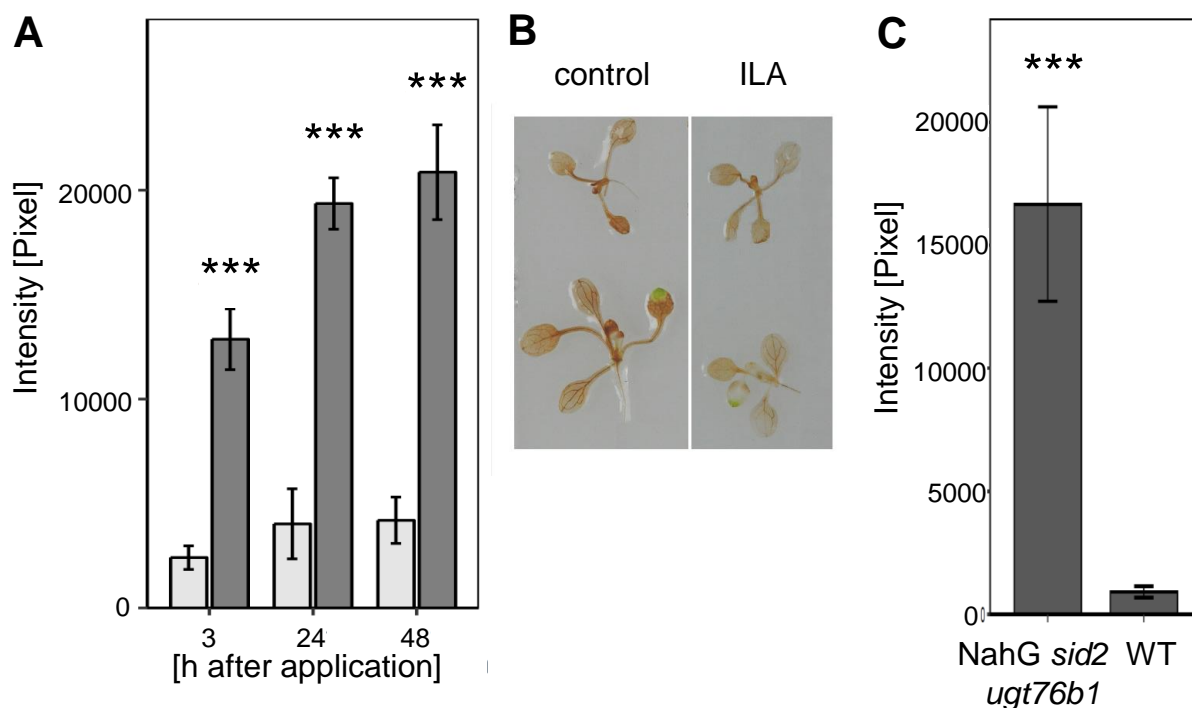 A
Intensity [Pixel]
20000
10000
0
***
***
***
3 24 48
[h after application]
B
control ILA
C
Intensity [Pixel]
20000
15000
10000
5000
0
***
NahG sid2 WT
ugt76b1